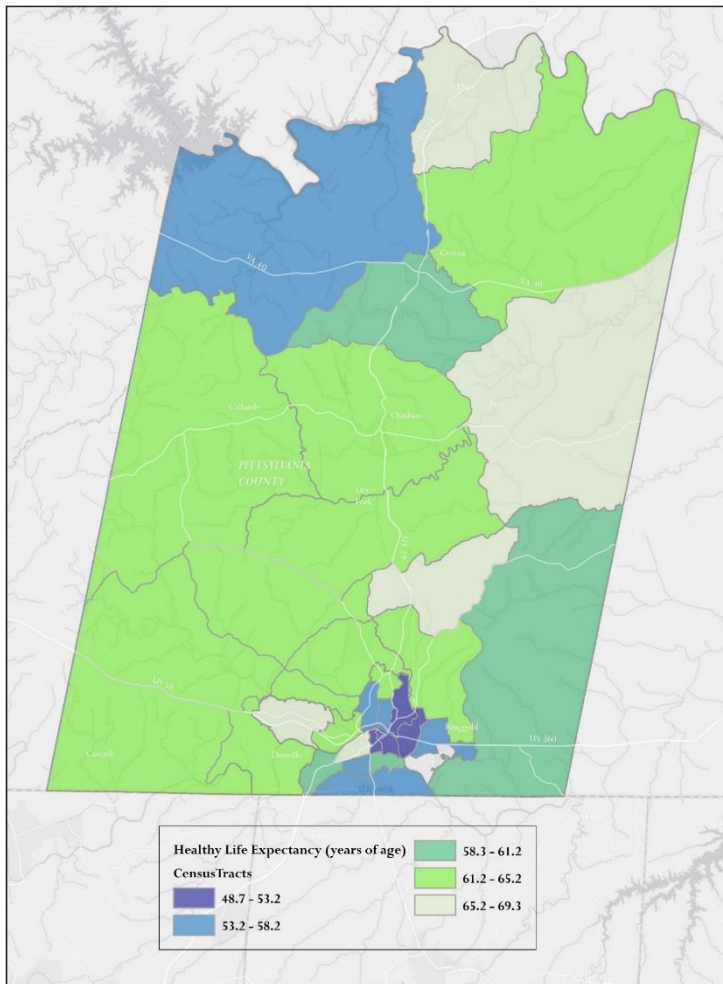 VA 40
Gretna
VA 40
Callands
Chatham
PITTSYLVANIA
COUNTY
Dry
Fork
US 58
Ringgold
US 360
Cascade
Danville
Healthy Life Expectancy (years of age)
CensusTracts
48.7 – 53.2
53.2 – 58.2
58.3 – 61.2
61.2 – 65.2
65.2 – 69.3